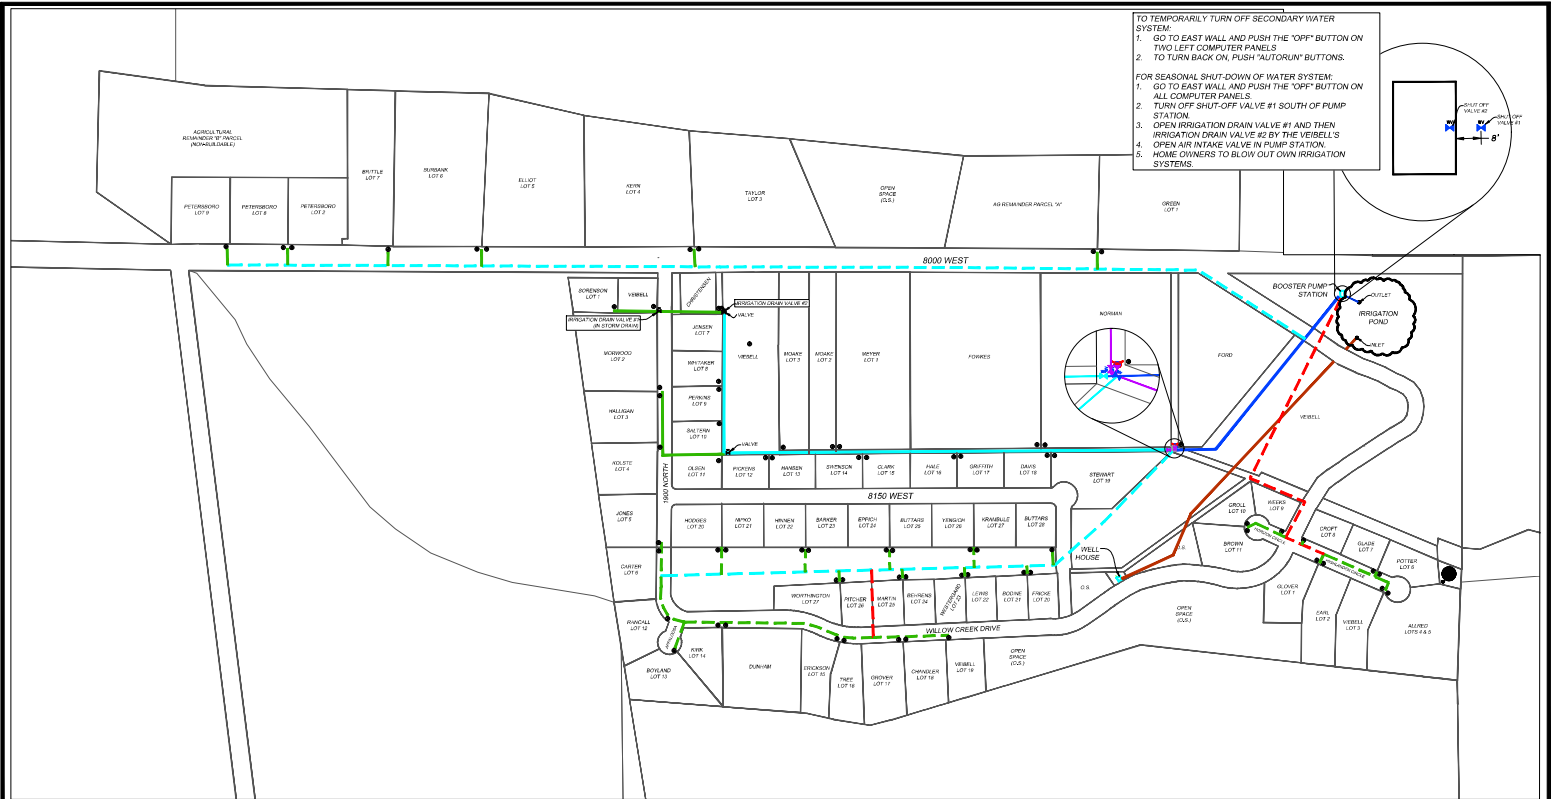 TO TEMPORARILY TURN OFF SECONDARY WATER
SYSTEM:
1. GO TO EAST WALL AND PUSH THE "OPF" BUTTON ON
TWO LEFT COMPUTER PANELS
2. TO TURN BACK ON, PUSH "AUTORUN" BUTTONS.
FOR SEASONAL SHUT-DOWN OF WATER SYSTEM:
1. GO TO EAST WALL AND PUSH THE "OPF" BUTTON ON
ALL COMPUTER PANELS.
2. TURN OFF SHUT-OFF VALVE #1 SOUTH OF PUMP
STATION.
3. OPEN IRRIGATION DRAIN VALVE #1 AND THEN
IRRIGATION DRAIN VALVE #2 BY THE VEIBELL'S
4. OPEN AIR INTAKE VALVE IN PUMP STATION.
5. HOME OWNERS TO BLOW OUT OWN IRRIGATION
SYSTEMS.
SHUT OFF
VALVE #2
SHUT OFF
VALVE #1
8'
AGRICULTURAL
REMAINDER "B" PARCEL
(NON-BUILDABLE)
BRITTLE
LOT 7
BURBANK
LOT 6
ELLIOT
LOT 5
KERN
LOT 4
TAYLOR
LOT 3
OPEN
SPACE
(O.S.)
AG REMAINDER PARCEL "A"
GREEN
LOT 1
PETERSBORO
LOT 9
PETERSBORO
LOT 8
PETERSBORO
LOT 2
8000 WEST
BOOSTER PUMP
STATION
OUTLET
IRRIGATION
POND
INLET
SORENSON
LOT 1
VEIBELL
CHRISTENSEN
IRRIGATION DRAIN VALVE #2
VALVE
IRRIGATION DRAIN VALVE #1
(IN STORM DRAIN)
JENSEN
LOT 7
NORMAN
MORWOOD
LOT 2
WHITAKER
LOT 8
VEIBELL
MOAKE
LOT 3
MOAKE
LOT 2
MEYER
LOT 1
FOWKES
FORD
PERKINS
LOT 9
HALLIGAN
LOT 3
SALTERN
LOT 10
VALVE
VEIBELL
KOLSTE
LOT 4
1900 NORTH
OLSEN
LOT 11
PICKENS
LOT 12
HANSEN
LOT 13
SWENSON
LOT 14
CLARK
LOT 15
HALE
LOT 16
GRIFFITH
LOT 17
DAVIS
LOT 18
STEWART
LOT 19
8150 WEST
JONES
LOT 5
HODGES
LOT 20
NIPKO
LOT 21
HINNEN
LOT 22
BARKER
LOT 23
EPPICH
LOT 24
BUTTARS
LOT 25
YENGICH
LOT 26
KRANBULE
LOT 27
BUTTARS
LOT 28
GROLL
LOT 10
WEEKS
LOT 9
CROFT
LOT 8
GLADE
LOT 7
POTTER
LOT 6
BROWN
LOT 11
O.S.
WELL
HOUSE
CARTER
LOT 6
WORTHINGTON
LOT 27
PITCHER
LOT 26
MARTIN
LOT 25
BEHRENS
LOT 24
WESTERGARD
LOT 23
LEWIS
LOT 22
BODINE
LOT 21
FRICKE
LOT 20
O.S.
OPEN
SPACE
(O.S.)
GLOVER
LOT 1
EARL
LOT 2
VEIBELL
LOT 3
ALLRED
LOTS 4 & 5
WILLOW CREEK DRIVE
RANCALL
LOT 12
KIRK
LOT 14
BOYLAND
LOT 13
DUNHAM
ERICKSON
LOT 15
TREE
LOT 16
GROVER
LOT 17
CHANDLER
LOT 18
VEIBELL
LOT 19
OPEN
SPACE
(O.S.)